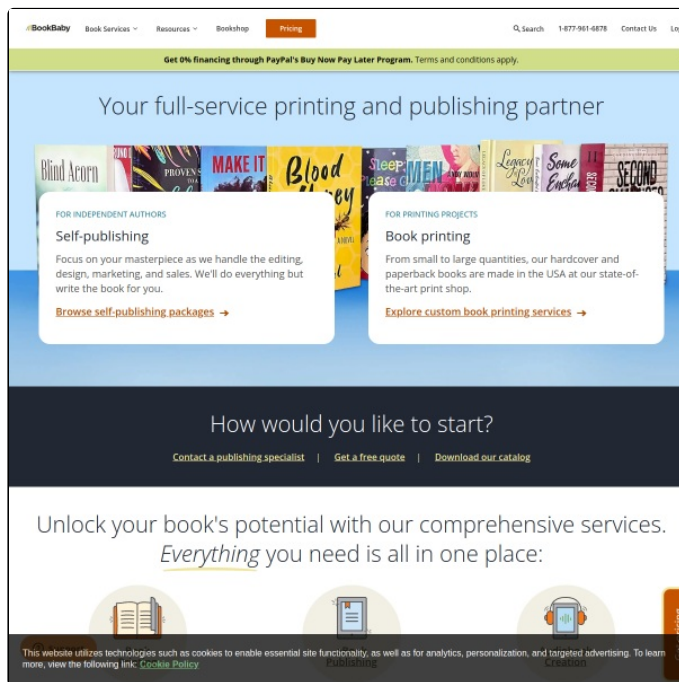 BookBaby Book Services Resources Bookshop Pricing Search 1-877-961-6878 Contact Us
Get 0% financing through PayPal's Buy Now Pay Later Program. Terms and conditions apply.
Your full-service printing and publishing partner
Blind Acorn
PROVEN
MAKE IT
Blood
SLEEP,
PLEASE
MEN
Legacy
Love
Some
SECOND
A NOVEL
FOR INDEPENDENT AUTHORS
Self-publishing
Focus on your masterpiece as we handle the editing,
design, marketing, and sales. We'll do everything but
write the book for you.
Browse self-publishing packages →
FOR PRINTING PROJECTS
Book printing
From small to large quantities, our hardcover and
paperback books are made in the USA at our state-of-
the-art print shop.
Explore custom book printing services →
How would you like to start?
Contact a publishing specialist | Get a free quote | Download our catalog
Unlock your book's potential with our comprehensive services.
Everything you need is all in one place:
Publishing
Creation
This website utilizes technologies such as cookies to enable essential site functionality, as well as for analytics, personalization, and targeted advertising. To learn
more, view the following link: Cookie Policy